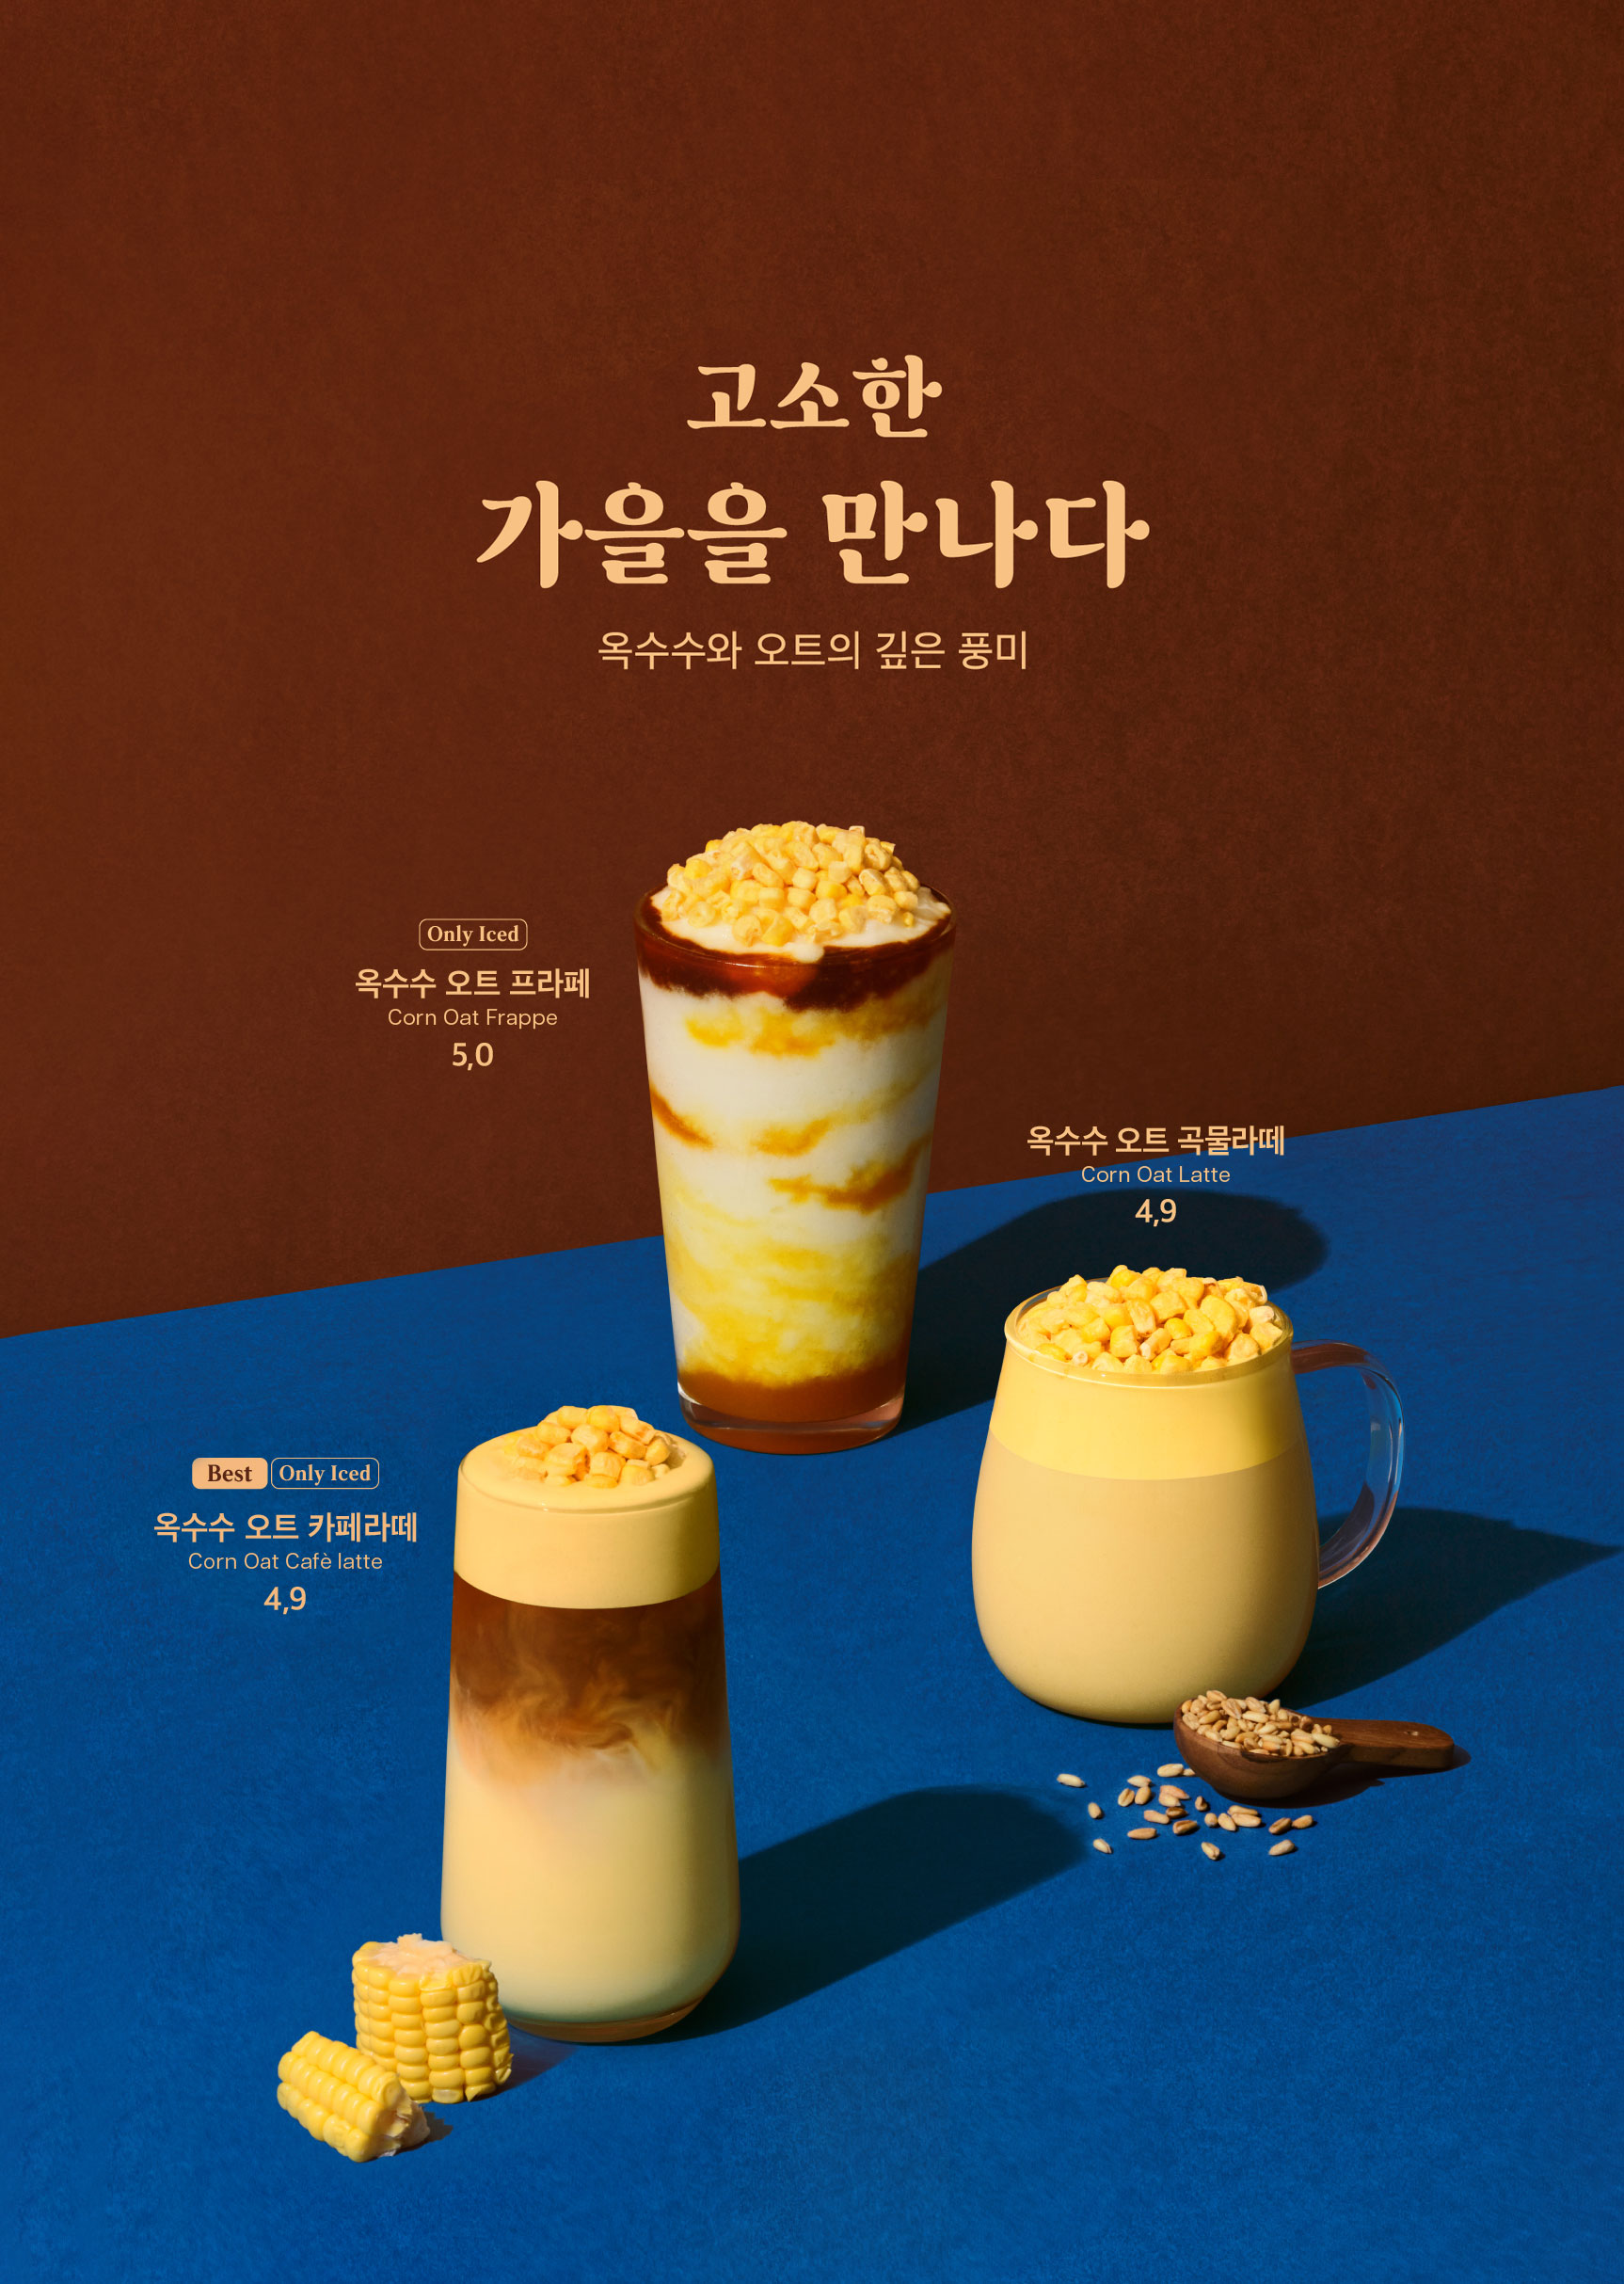 고소한
가을을 만나다
옥수수와 오트의 깊은 풍미
Only Iced
옥수수 오트 프라페
Corn Oat Frappe
5,0
옥수수 오트 곡물라떼
Corn Oat Latte
4,9
Best Only Iced
옥수수 오트 카페라떼
Corn Oat Cafè latte
4,9